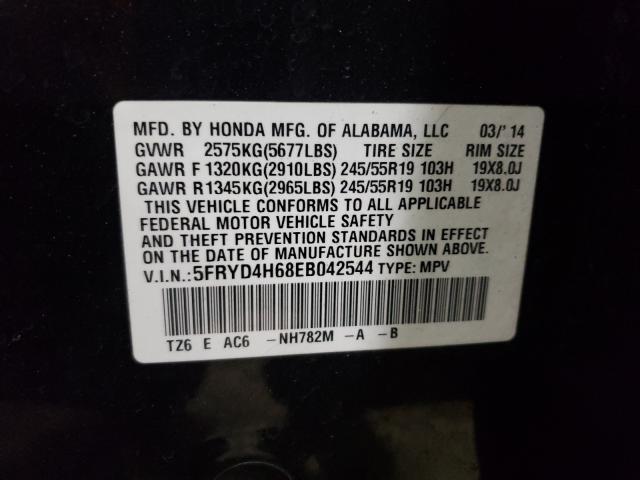 MFD. BY HONDA MFG. OF ALABAMA, LLC 03/'14
GVWR 2575KG(5677LBS) TIRE SIZE RIM SIZE
GAWR F 1320KG(2910LBS) 245/55R19 103H 19X8.0J
GAWR R 1345KG(2965LBS) 245/55R19 103H 19X8.0J
THIS VEHICLE CONFORMS TO ALL APPLICABLE
FEDERAL MOTOR VEHICLE SAFETY
AND THEFT PREVENTION STANDARDS IN EFFECT
ON THE DATE OF MANUFACTURE SHOWN ABOVE.
V.I.N.: 5FRYD4H68EB042544 TYPE: MPV
TZ6 E AC6 -NH782M -A -B